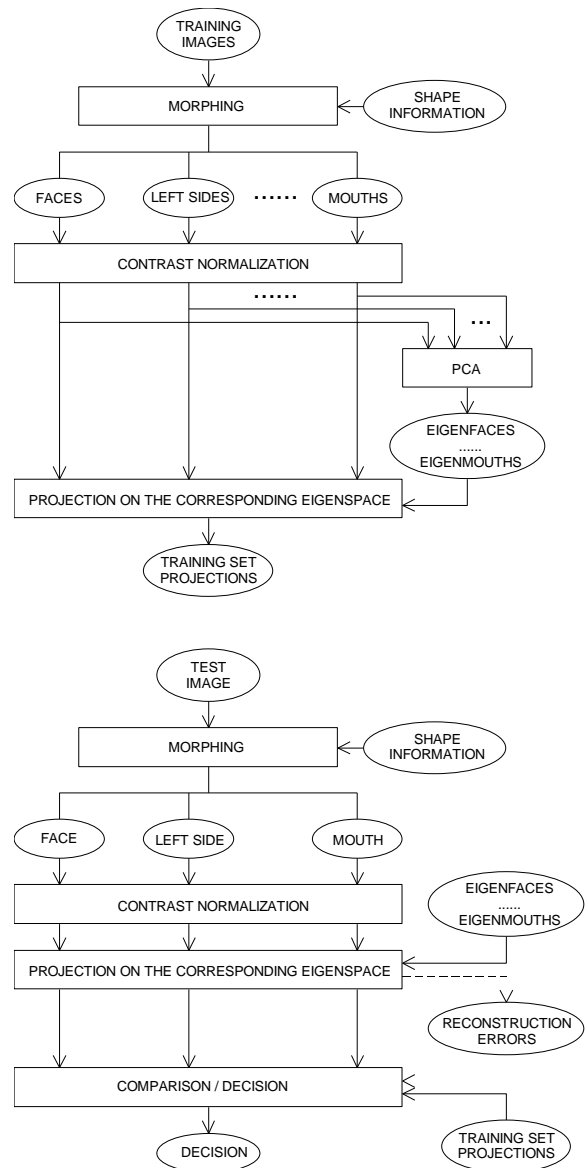 TRAINING
IMAGES
MORPHING
SHAPE
INFORMATION
FACES
LEFT SIDES
......
MOUTHS
CONTRAST NORMALIZATION
......
...
PCA
EIGENFACES
......
EIGENMOUTHS
PROJECTION ON THE CORRESPONDING EIGENSPACE
TRAINING SET
PROJECTIONS
TEST
IMAGE
MORPHING
SHAPE
INFORMATION
FACE
LEFT SIDE
MOUTH
CONTRAST NORMALIZATION
EIGENFACES
......
EIGENMOUTHS
PROJECTION ON THE CORRESPONDING EIGENSPACE
RECONSTRUCTION
ERRORS
COMPARISON / DECISION
DECISION
TRAINING SET
PROJECTIONS